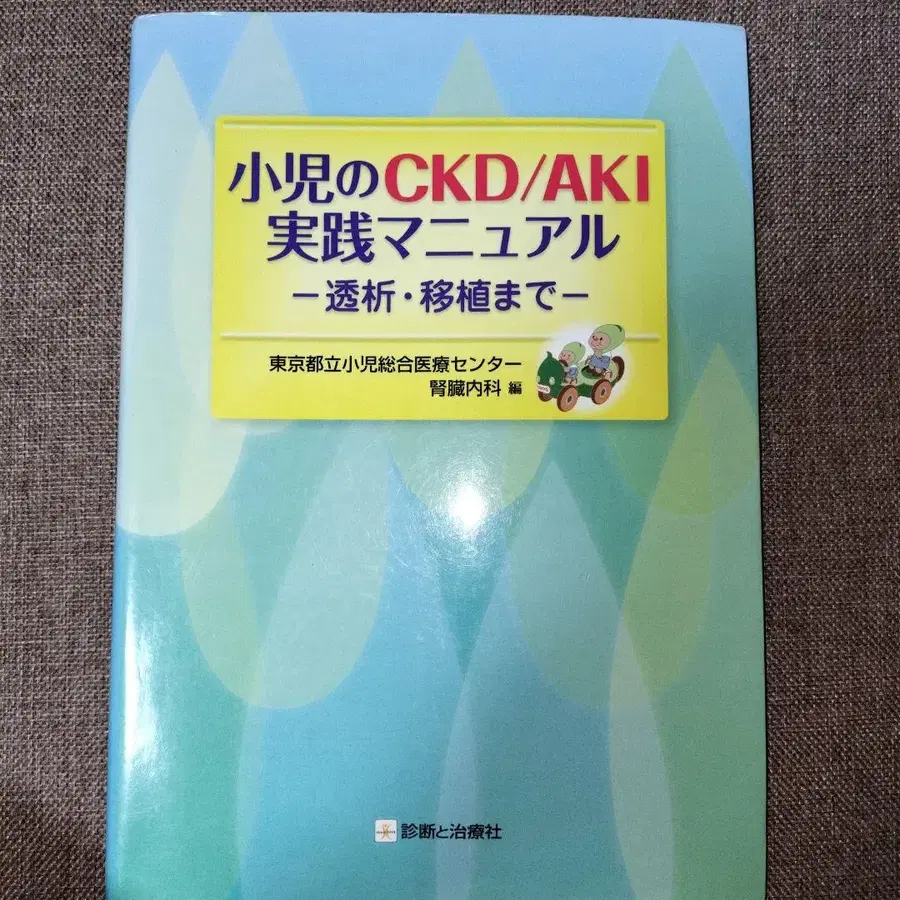 小児のCKD/AKI
実践マニュアル
－透析・移植まで－
東京都立小児総合医療センター
腎臓内科 編
診断と治療社